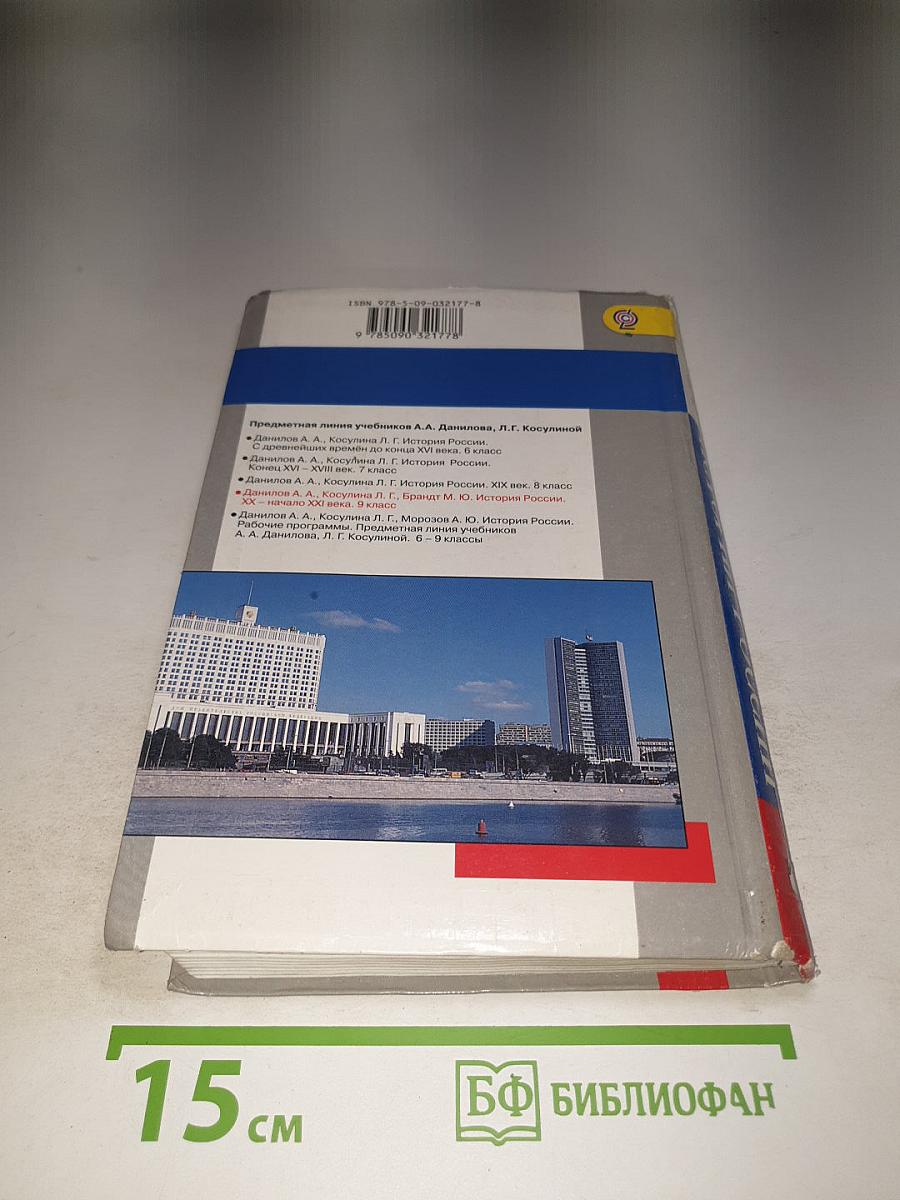 ISBN 978-5-09-032177-8
9 785090 321778
Предметная линия учебников А.А. Данилова, Л.Г. Косулиной
• Данилов А. А., Косулина Л. Г. История России.
С древнейших времён до конца XVI века. 6 класс
• Данилов А. А., Косулина Л. Г. История России.
Конец XVI – XVIII век. 7 класс
• Данилов А. А., Косулина Л. Г. История России. XIX век. 8 класс
• Данилов А. А., Косулина Л. Г., Брандт М. Ю. История России.
XX – начало XXI века. 9 класс
• Данилов А. А., Косулина Л. Г., Морозов А. Ю. История России.
Рабочие программы. Предметная линия учебников
А. А. Данилова, Л. Г. Косулиной. 6 – 9 классы
15 см
БФ БИБЛИОФАН